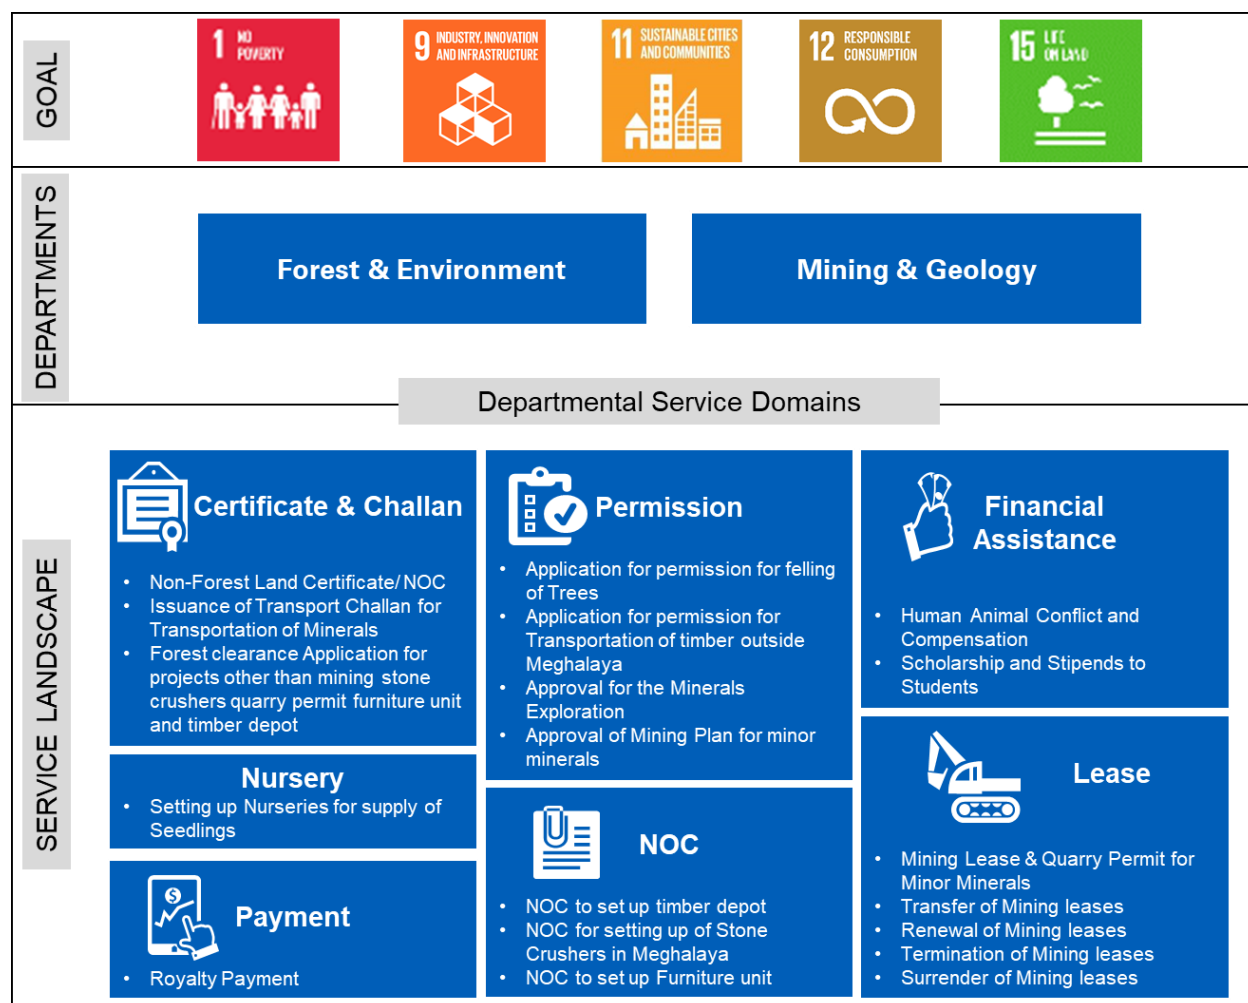 GOAL
1 NO
POVERTY
9 INDUSTRY, INNOVATION
AND INFRASTRUCTURE
11 SUSTAINABLE CITIES
AND COMMUNITIES
12 RESPONSIBLE
CONSUMPTION
15 LIFE
ON LAND
DEPARTMENTS
Forest & Environment
Mining & Geology
Departmental Service Domains
SERVICE LANDSCAPE
Certificate & Challan
• Non-Forest Land Certificate/ NOC
• Issuance of Transport Challan for
Transportation of Minerals
• Forest clearance Application for
projects other than mining stone
crushers quarry permit furniture unit
and timber depot
Nursery
• Setting up Nurseries for supply of
Seedlings
$
Payment
• Royalty Payment
Permission
• Application for permission for felling
of Trees
• Application for permission for
Transportation of timber outside
Meghalaya
• Approval for the Minerals
Exploration
• Approval of Mining Plan for minor
minerals
NOC
• NOC to set up timber depot
• NOC for setting up of Stone
Crushers in Meghalaya
• NOC to set up Furniture unit
Financial
Assistance
• Human Animal Conflict and
Compensation
• Scholarship and Stipends to
Students
Lease
• Mining Lease & Quarry Permit for
Minor Minerals
• Transfer of Mining leases
• Renewal of Mining leases
• Termination of Mining leases
• Surrender of Mining leases